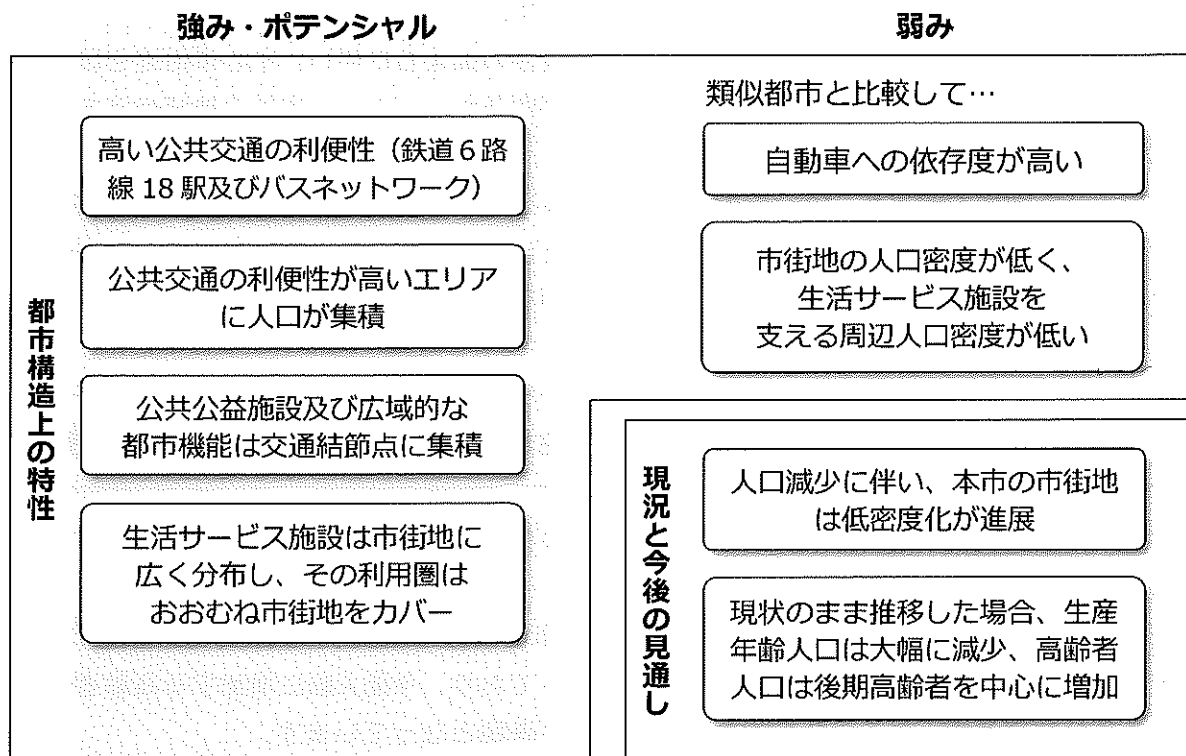 強み・ポテンシャル
弱み
都市構造上の特性
高い公共交通の利便性（鉄道６路
線 18 駅及びバスネットワーク）
公共交通の利便性が高いエリア
に人口が集積
公共公益施設及び広域的な
都市機能は交通結節点に集積
生活サービス施設は市街地に
広く分布し、その利用圏は
おおむね市街地をカバー
類似都市と比較して…
自動車への依存度が高い
市街地の人口密度が低く、
生活サービス施設を
支える周辺人口密度が低い
現況と今後の見通し
人口減少に伴い、本市の市街地
は低密度化が進展
現状のまま推移した場合、生産
年齢人口は大幅に減少、高齢者
人口は後期高齢者を中心に増加